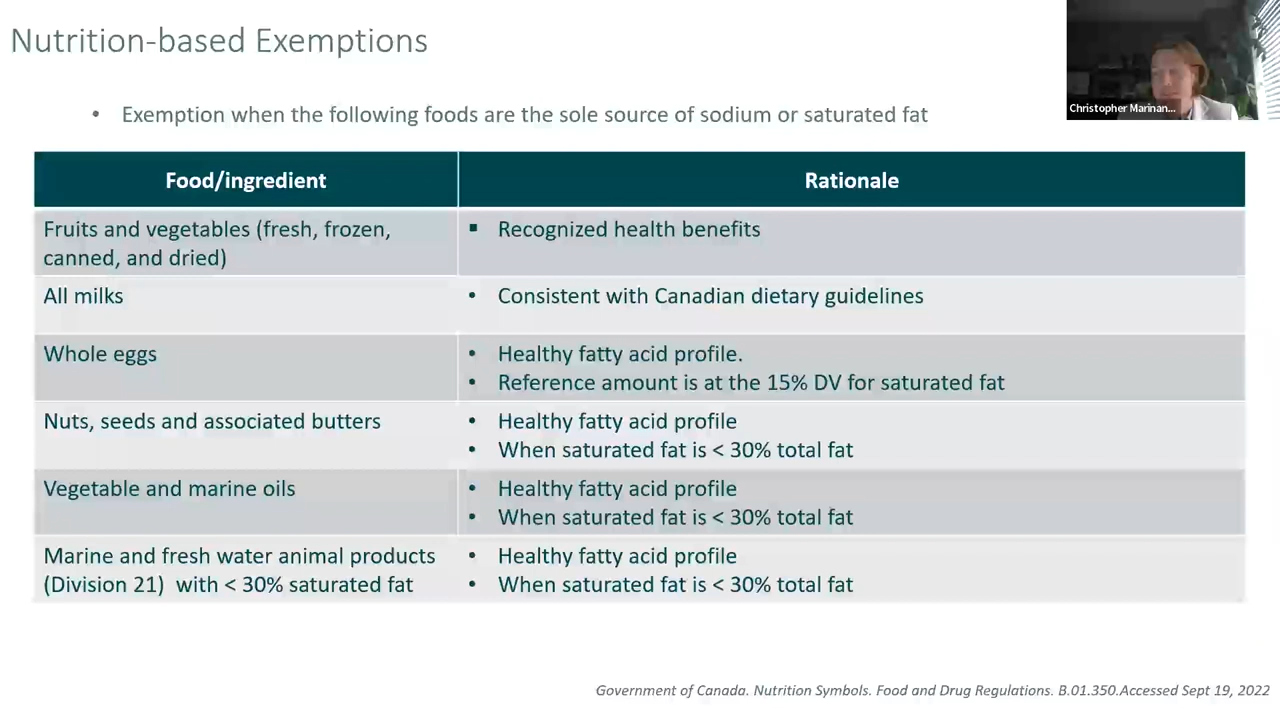 Nutrition-based Exemptions
Christopher Marinan...
• Exemption when the following foods are the sole source of sodium or saturated fat
Food/ingredient
Rationale
Fruits and vegetables (fresh, frozen,
canned, and dried)
▪ Recognized health benefits
All milks
• Consistent with Canadian dietary guidelines
Whole eggs
• Healthy fatty acid profile.
• Reference amount is at the 15% DV for saturated fat
Nuts, seeds and associated butters
• Healthy fatty acid profile
• When saturated fat is < 30% total fat
Vegetable and marine oils
• Healthy fatty acid profile
• When saturated fat is < 30% total fat
Marine and fresh water animal products
(Division 21) with < 30% saturated fat
• Healthy fatty acid profile
• When saturated fat is < 30% total fat
Government of Canada. Nutrition Symbols. Food and Drug Regulations. B.01.350.Accessed Sept 19, 2022